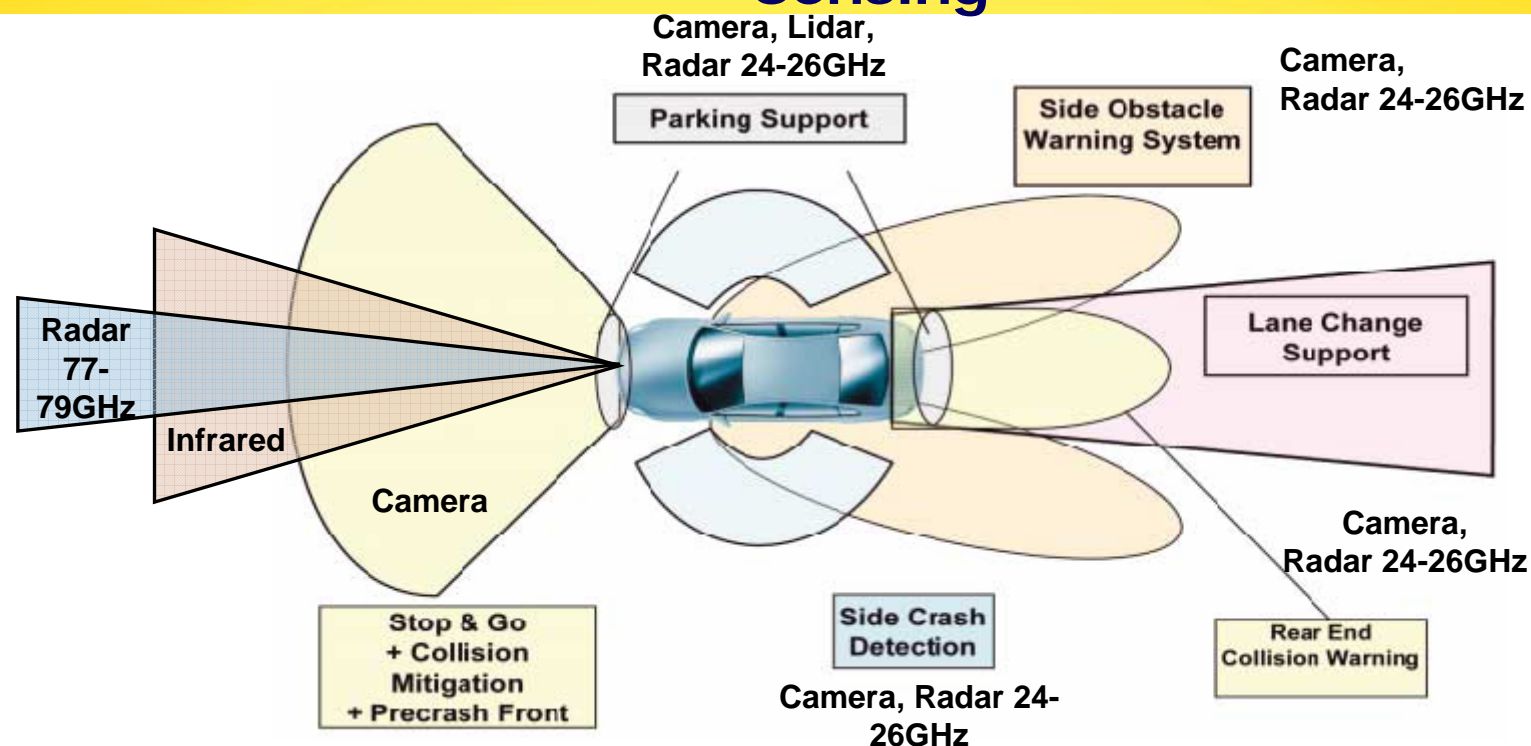 Sensing
Camera, Lidar,
Radar 24-26GHz
Parking Support
Side Obstacle
Warning System
Camera,
Radar 24-26GHz
Radar
77-
79GHz
Infrared
Camera
Lane Change
Support
Stop & Go
+ Collision
Mitigation
+ Precrash Front
Side Crash
Detection
Camera, Radar 24-
26GHz
Camera,
Radar 24-26GHz
Rear End
Collision Warning